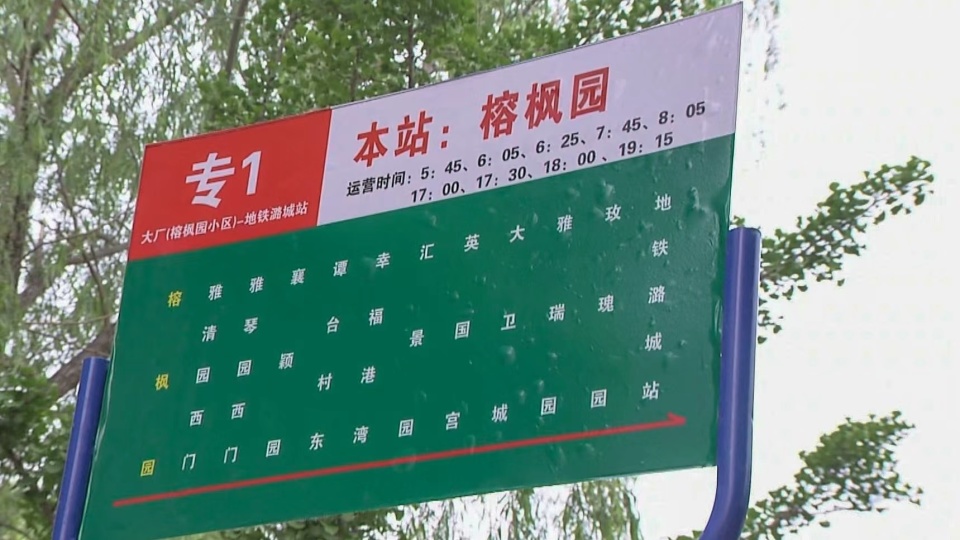 专1
大厂(榕枫园小区)-地铁潞城站
本站：榕枫园
运营时间：5：45、6：05、6：25、7：45、8：05
17：00、17：30、18：00、19：15
榕枫园
雅清园西门
雅琴园西门
襄颖园
谭台村东
幸福港湾
汇景园
英国宫
大卫城
雅瑞园
玫瑰园
地铁潞城站